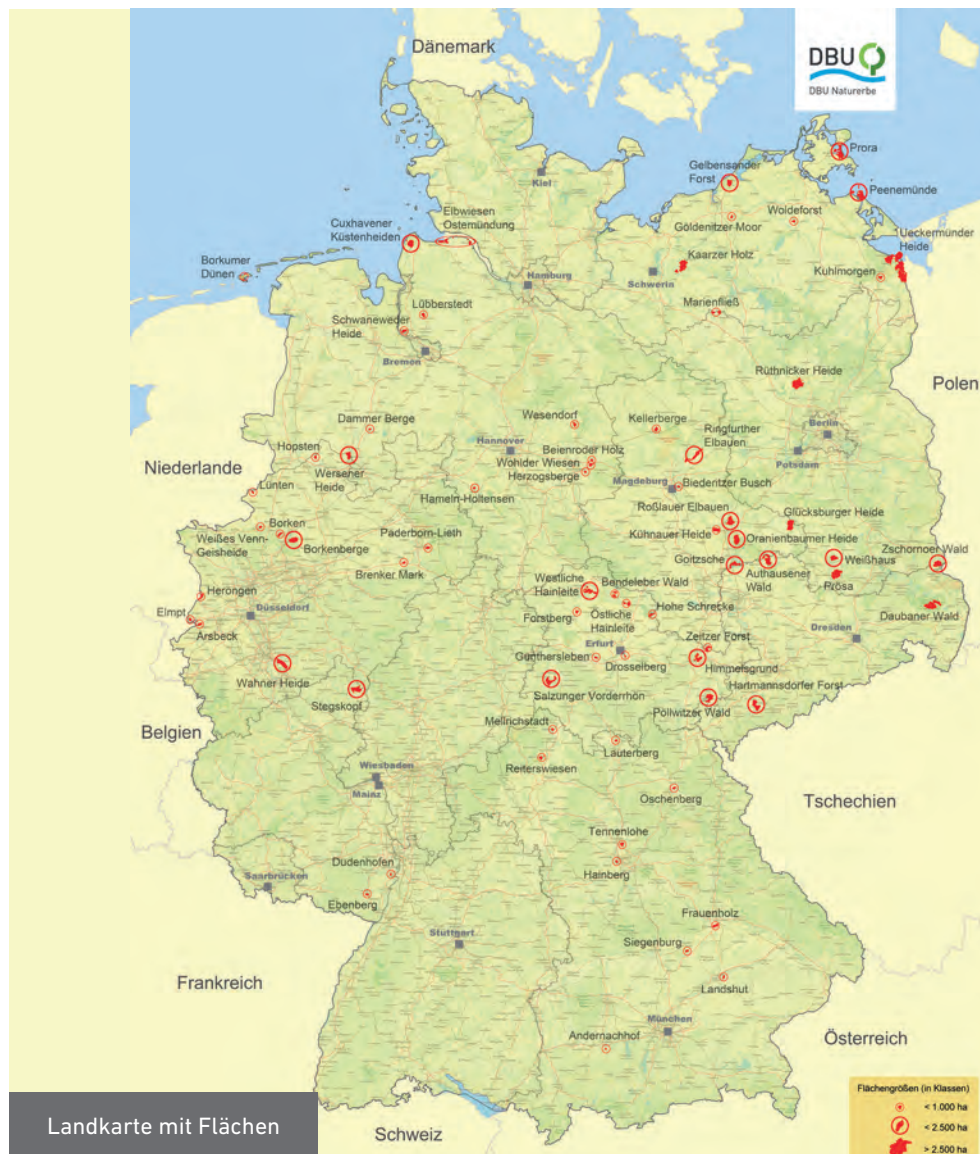 Dänemark
DBU
DBU Naturerbe
Prora
Gelbensander
Forst
Kiel
Peenemünde
Woldeforst
Göldenitzer Moor
Elbwiesen
Ostemündung
Cuxhavener
Küstenheiden
Ueckermünder
Heide
Kaarzer Holz
Borkumer
Dünen
Hamburg
Schwerin
Kuhlmorgen
Marienfließ
Lübberstedt
Schwaneweder
Heide
Bremen
Rüthnicker Heide
Polen
Dammer Berge
Wesendorf
Kellerberge
Ringfurther
Elbauen
Berlin
Hannover
Beienroder Holz
Hopsten
Wohlder Wiesen
Potsdam
Niederlande
Wersener
Heide
Herzogsberge
Biederitzer Busch
Magdeburg
Lünten
Hameln-Holtensen
Roßlauer Elbauen
Glücksburger Heide
Borken
Weißes Venn-
Geisheide
Paderborn-Lieth
Kühnauer Heide
Oranienbaumer Heide
Zschornoer Wald
Borkenberge
Goitzsche
Weißhaus
Brenker Mark
Authausener
Wald
Prösa
Westliche
Hainleite
Bendeleber Wald
Herongen
Elmpt
Düsseldorf
Forstberg
Östliche
Hainleite
Hohe Schrecke
Daubaner Wald
Arsbeck
Erfurt
Zeitzer Forst
Dresden
Günthersleben
Drosselberg
Himmelsgrund
Wahner Heide
Stegskopf
Salzunger Vorderrhön
Hartmannsdorfer Forst
Pöllwitzer Wald
Belgien
Mellrichstadt
Lauterberg
Reiterswiesen
Wiesbaden
Mainz
Oschenberg
Tschechien
Tennenlohe
Dudenhofen
Hainberg
Saarbrücken
Ebenberg
Frauenholz
Stuttgart
Siegenburg
Frankreich
Landshut
München
Andernachhof
Österreich
Flächengrößen (in Klassen)
< 1.000 ha
< 2.500 ha
> 2.500 ha
Landkarte mit Flächen
Schweiz